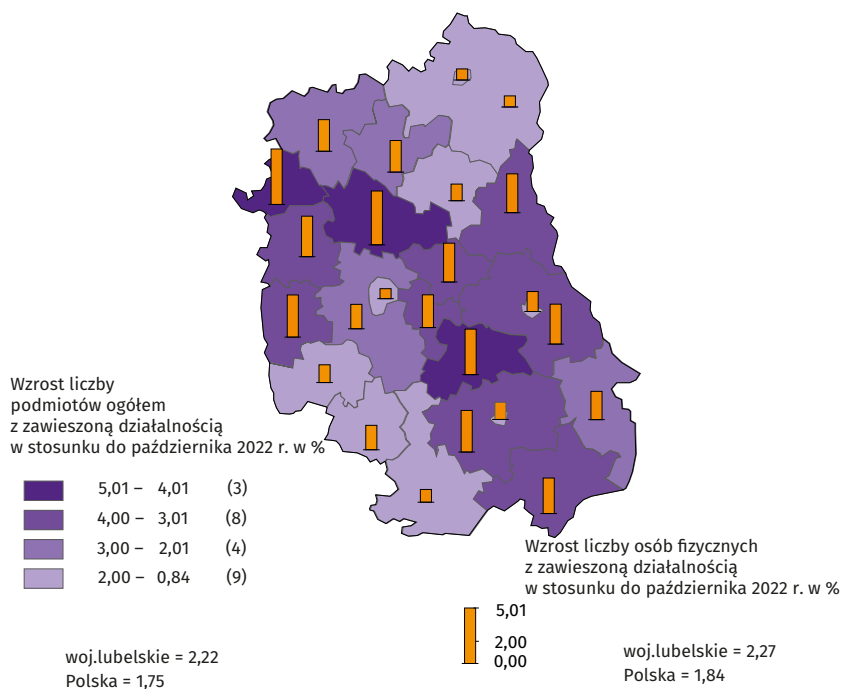 Wzrost liczby
podmiotów ogółem
z zawieszoną działalnością
w stosunku do października 2022 r. w %
5,01 – 4,01 (3)
4,00 – 3,01 (8)
3,00 – 2,01 (4)
2,00 – 0,84 (9)
woj.lubelskie = 2,22
Polska = 1,75
Wzrost liczby osób fizycznych
z zawieszoną działalnością
w stosunku do października 2022 r. w %
5,01
2,00
0,00
woj.lubelskie = 2,27
Polska = 1,84